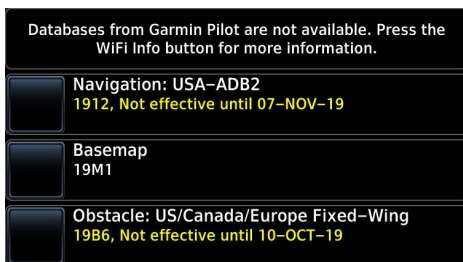 Databases from Garmin Pilot are not available. Press the
WiFi Info button for more information.
Navigation: USA-ADB2
1912, Not effective until 07-NOV-19
Basemap
19M1
Obstacle: US/Canada/Europe Fixed-Wing
19B6, Not effective until 10-OCT-19